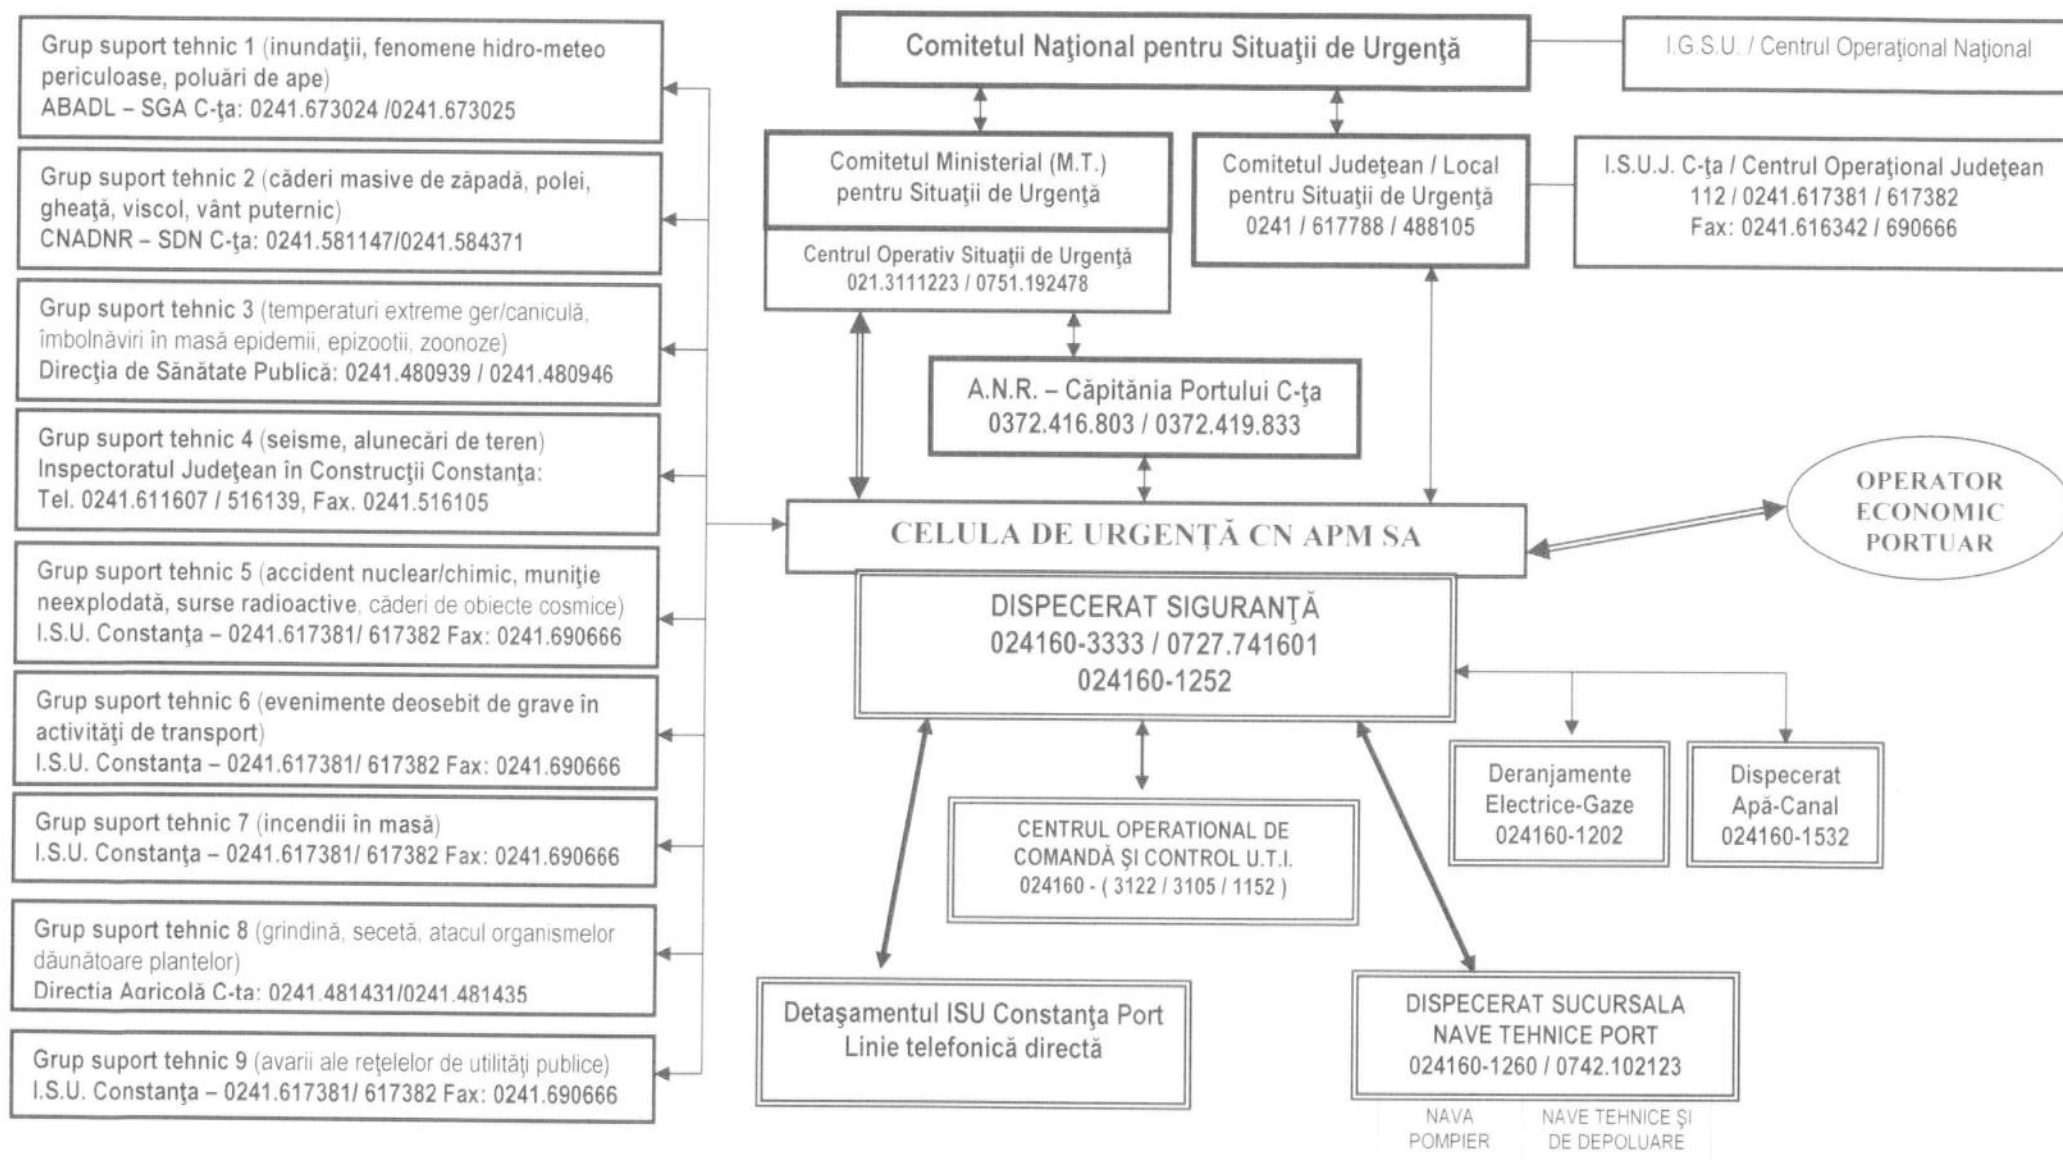 Grup suport tehnic 1 (inundaţii, fenomene hidro-meteo
periculoase, poluări de ape)
ABADL – SGA C-ţa: 0241.673024 /0241.673025
Grup suport tehnic 2 (căderi masive de zăpadă, polei,
gheaţă, viscol, vânt puternic)
CNADNR – SDN C-ţa: 0241.581147/0241.584371
Grup suport tehnic 3 (temperaturi extreme ger/caniculă,
îmbolnăviri în masă epidemii, epizootii, zoonoze)
Direcţia de Sănătate Publică: 0241.480939 / 0241.480946
Grup suport tehnic 4 (seisme, alunecări de teren)
Inspectoratul Judeţean în Construcţii Constanţa:
Tel. 0241.611607 / 516139, Fax. 0241.516105
Grup suport tehnic 5 (accident nuclear/chimic, muniţie
neexplodată, surse radioactive, căderi de obiecte cosmice)
I.S.U. Constanţa – 0241.617381/ 617382 Fax: 0241.690666
Grup suport tehnic 6 (evenimente deosebit de grave în
activităţi de transport)
I.S.U. Constanţa – 0241.617381/ 617382 Fax: 0241.690666
Grup suport tehnic 7 (incendii în masă)
I.S.U. Constanţa – 0241.617381/ 617382 Fax: 0241.690666
Grup suport tehnic 8 (grindină, secetă, atacul organismelor
dăunătoare plantelor)
Direcţia Agricolă C-ta: 0241.481431/0241.481435
Grup suport tehnic 9 (avarii ale reţelelor de utilităţi publice)
I.S.U. Constanţa – 0241.617381/ 617382 Fax: 0241.690666
Comitetul Naţional pentru Situaţii de Urgenţă
I.G.S.U. / Centrul Operaţional Naţional
Comitetul Ministerial (M.T.)
pentru Situaţii de Urgenţă
Centrul Operativ Situaţii de Urgenţă
021.3111223 / 0751.192478
Comitetul Judeţean / Local
pentru Situaţii de Urgenţă
0241 / 617788 / 488105
I.S.U.J. C-ţa / Centrul Operaţional Judeţean
112 / 0241.617381 / 617382
Fax: 0241.616342 / 690666
A.N.R. – Căpitănia Portului C-ţa
0372.416.803 / 0372.419.833
CELULA DE URGENŢĂ CN APM SA
OPERATOR
ECONOMIC
PORTUAR
DISPECERAT SIGURANŢĂ
024160-3333 / 0727.741601
024160-1252
Deranjamente
Electrice-Gaze
024160-1202
Dispecerat
Apă-Canal
024160-1532
CENTRUL OPERATIONAL DE
COMANDĂ ŞI CONTROL U.T.I.
024160 - ( 3122 / 3105 / 1152 )
Detaşamentul ISU Constanţa Port
Linie telefonică directă
DISPECERAT SUCURSALA
NAVE TEHNICE PORT
024160-1260 / 0742.102123
NAVA
POMPIER
NAVE TEHNICE ŞI
DE DEPOLUARE